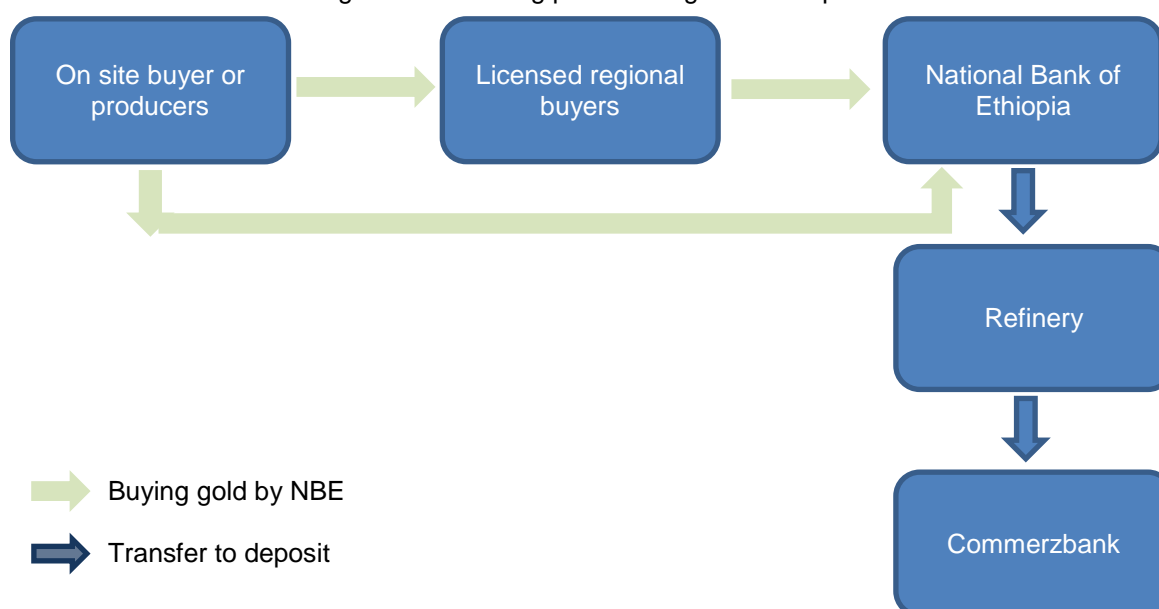 On site buyer or
producers
Licensed regional
buyers
National Bank of
Ethiopia
Refinery
Commerzbank
Buying gold by NBE
Transfer to deposit